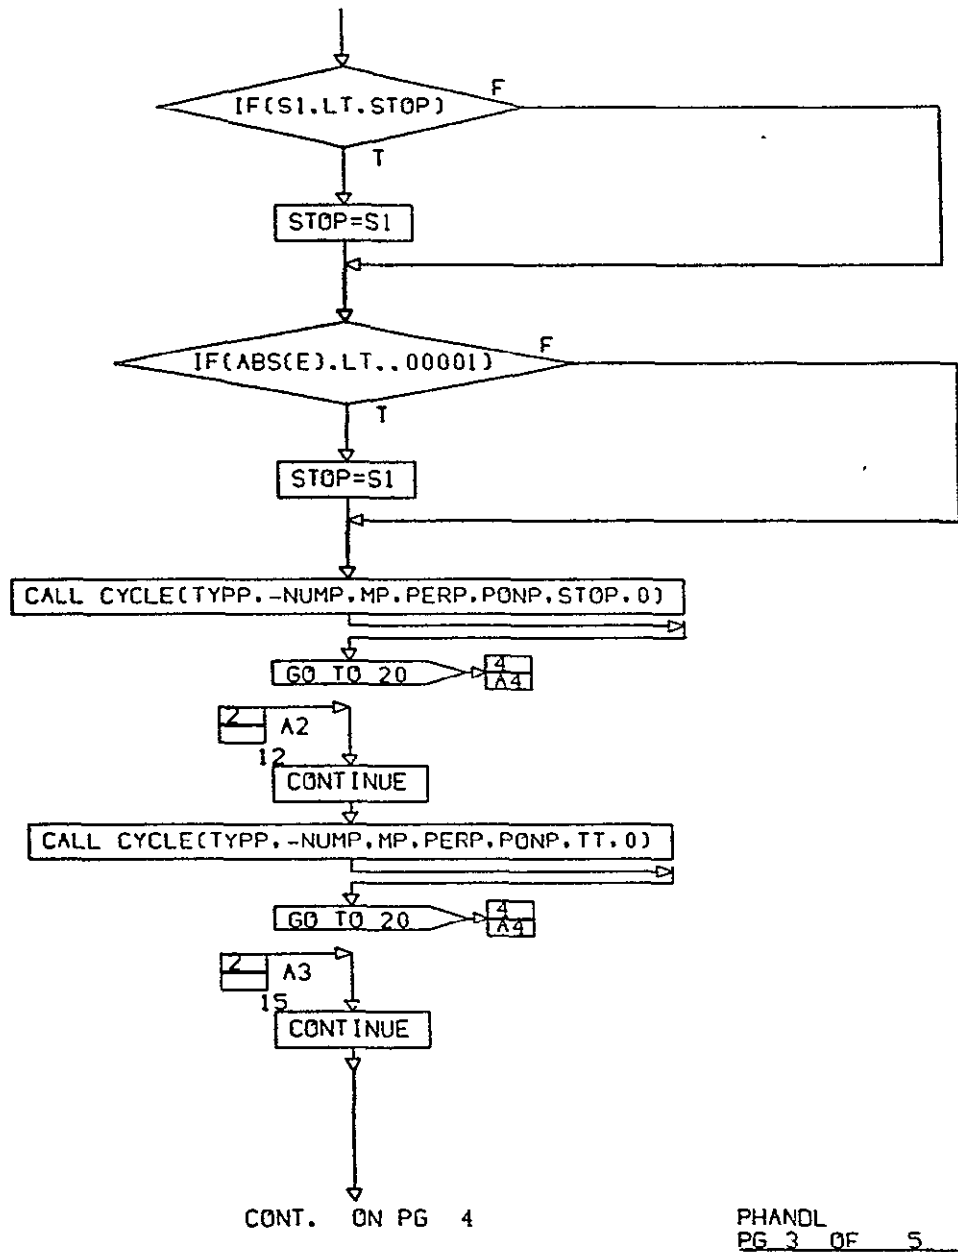 IF(S1.LT.STOP)
F
T
STOP=S1
IF(ABS(E).LT..00001)
F
T
STOP=S1
CALL CYCLE(TYPP.-NUMP.MP.PERP.PONP.STOP.0)
GO TO 20
4
A4
2
A2
12
CONTINUE
CALL CYCLE(TYPP.-NUMP.MP.PERP.PONP.TT.0)
GO TO 20
4
A4
2
A3
15
CONTINUE
CONT. ON PG 4
PHANDL
PG 3 OF 5